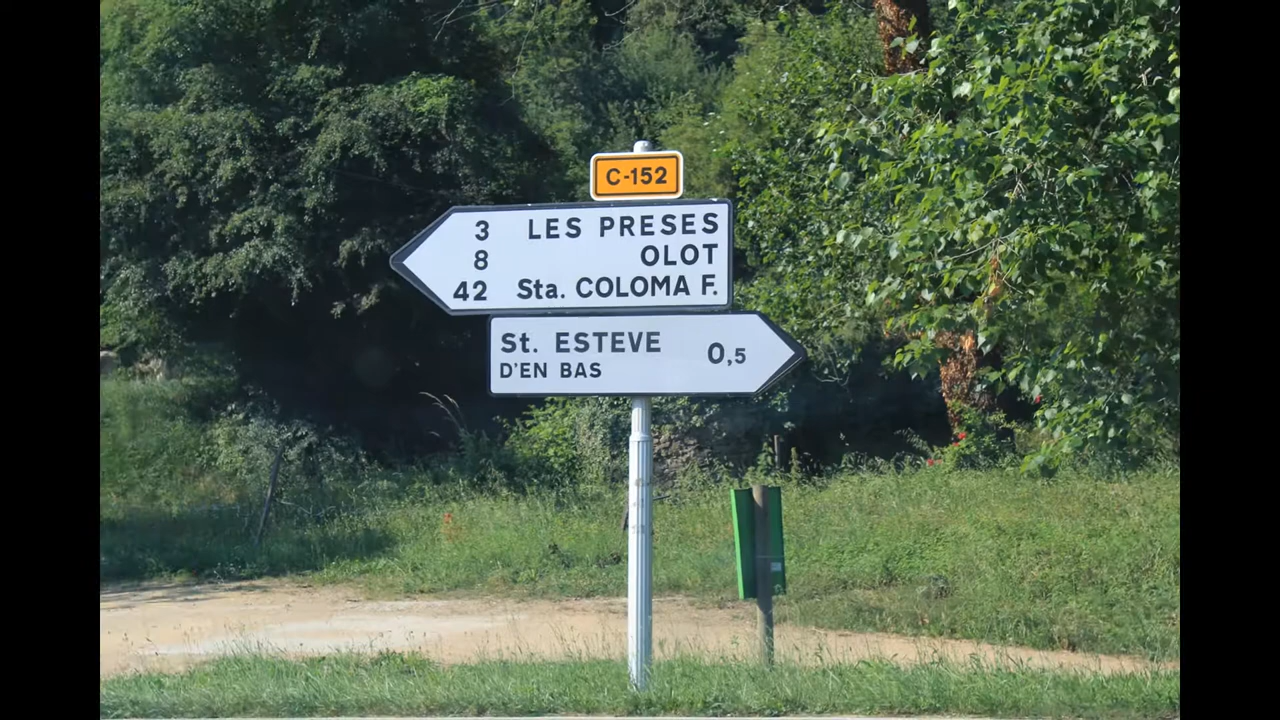 C-152
3 LES PRESES
8 OLOT
42 Sta. COLOMA F.
St. ESTEVE 0,5
D'EN BAS